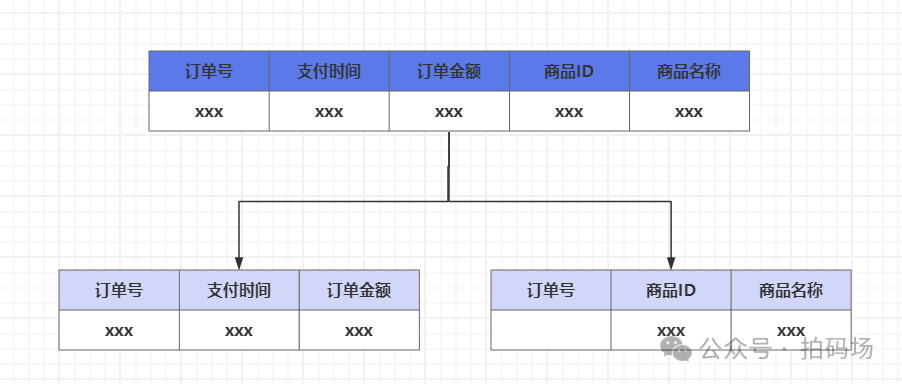 订单号 支付时间 订单金额 商品ID 商品名称
xxx xxx xxx xxx xxx
订单号 支付时间 订单金额 订单号 商品ID 商品名称
xxx xxx xxx xxx xxx
公众号 · 拍码场